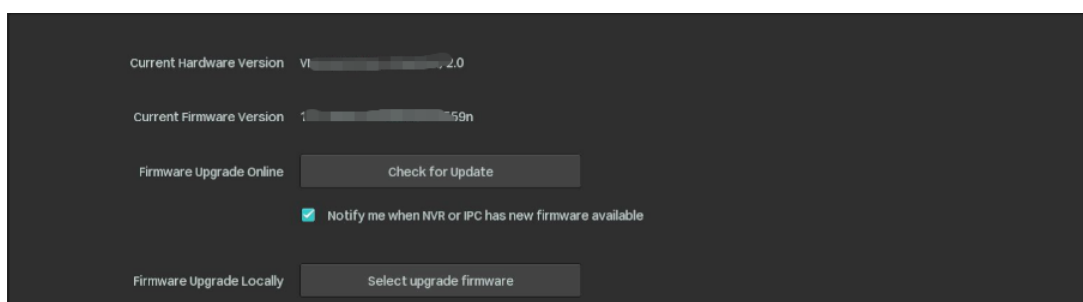 Current Hardware Version 2.0
Current Firmware Version 59n
Firmware Upgrade Online Check for Update
Notify me when NVR or IPC has new firmware available
Firmware Upgrade Locally Select upgrade firmware